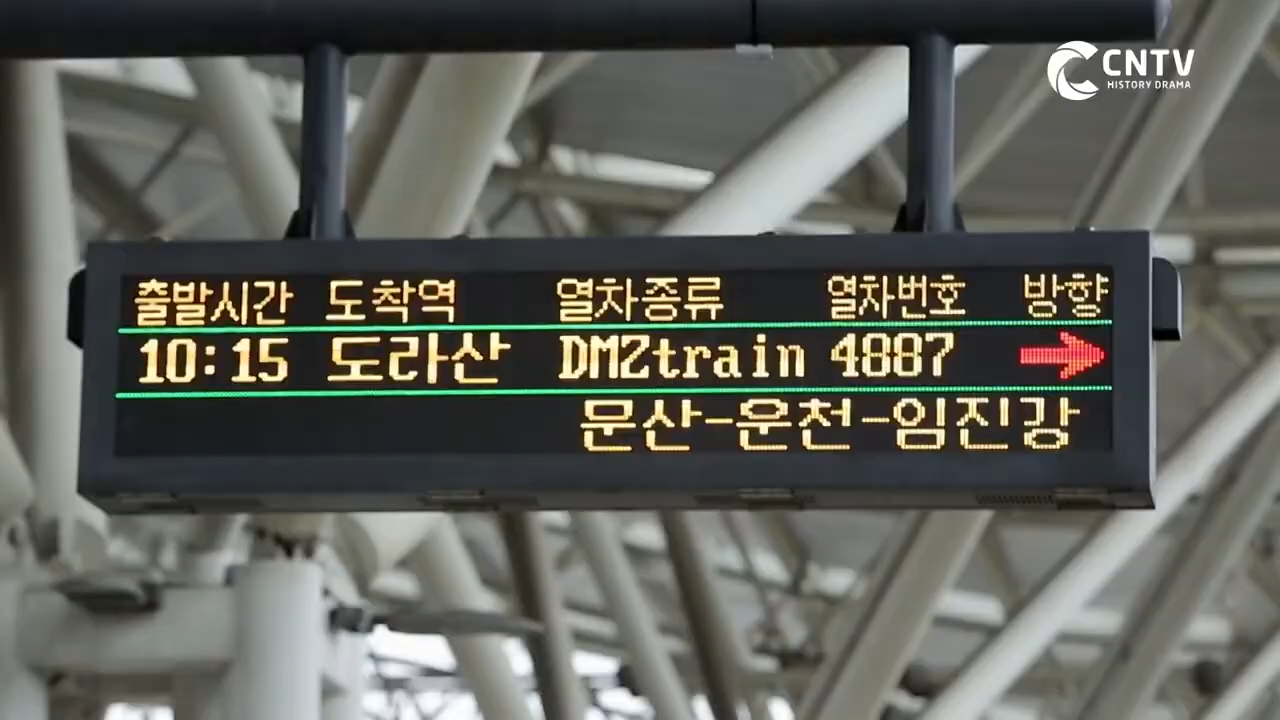 CNTV
HISTORY DRAMA
출발시간 도착역 열차종류 열차번호 방향
10:15 도라산 DMZtrain 4887 →
문산-운천-임진강